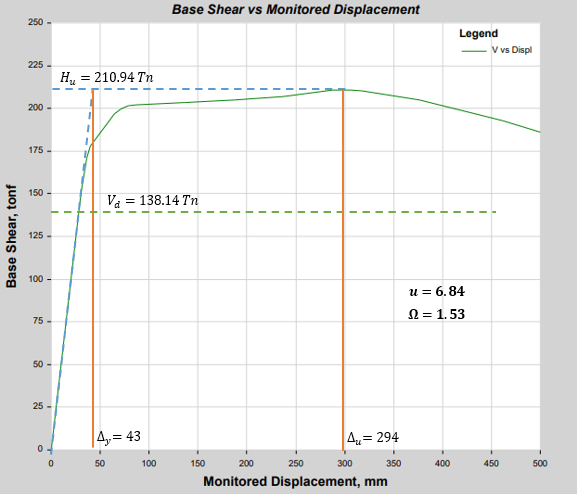 Base Shear vs Monitored Displacement
Legend
V vs Displ
250
225
200
175
150
125
100
75
50
25
0
Base Shear, tonf
H_u = 210.94 Tn
V_d = 138.14 Tn
u = 6.84
Ω = 1.53
Δ_y = 43
Δ_u = 294
0 50 100 150 200 250 300 350 400 450 500
Monitored Displacement, mm